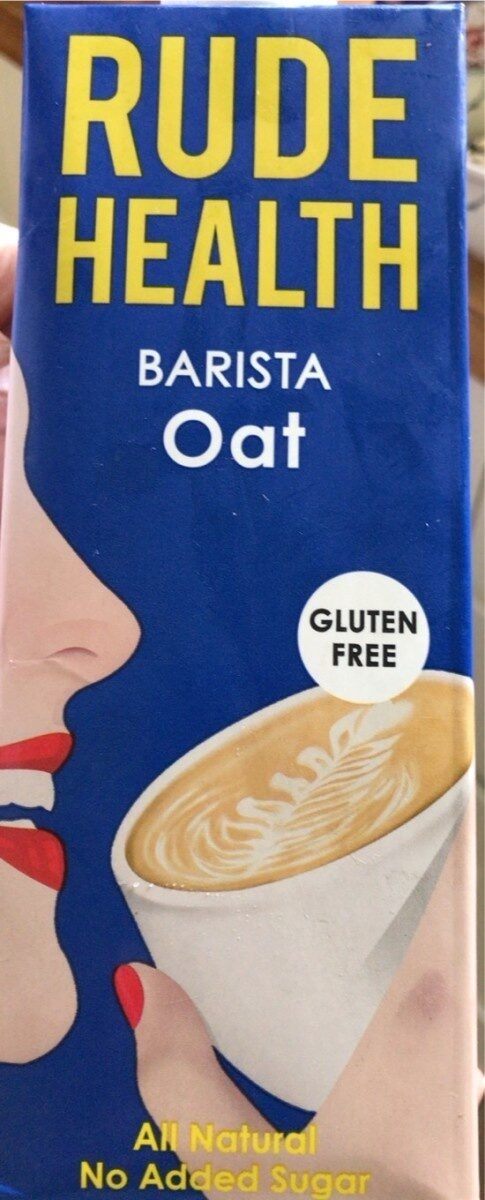 RUDE
HEALTH
BARISTA
Oat
GLUTEN
FREE
All Natural
No Added Sugar